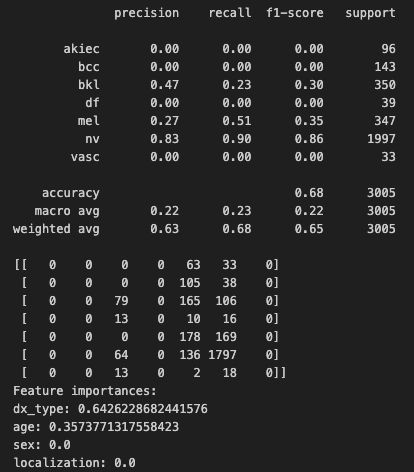 precision recall f1-score support
akiec 0.00 0.00 0.00 96
bcc 0.00 0.00 0.00 143
bkl 0.47 0.23 0.30 350
df 0.00 0.00 0.00 39
mel 0.27 0.51 0.35 347
nv 0.83 0.90 0.86 1997
vasc 0.00 0.00 0.00 33
accuracy 0.68 3005
macro avg 0.22 0.23 0.22 3005
weighted avg 0.63 0.68 0.65 3005
[[ 0 0 0 0 63 33 0]
[ 0 0 0 0 105 38 0]
[ 0 0 79 0 165 106 0]
[ 0 0 13 0 10 16 0]
[ 0 0 0 0 178 169 0]
[ 0 0 64 0 136 1797 0]
[ 0 0 13 0 2 18 0]]
Feature importances:
dx_type: 0.6426228682441576
age: 0.3573771317558423
sex: 0.0
localization: 0.0